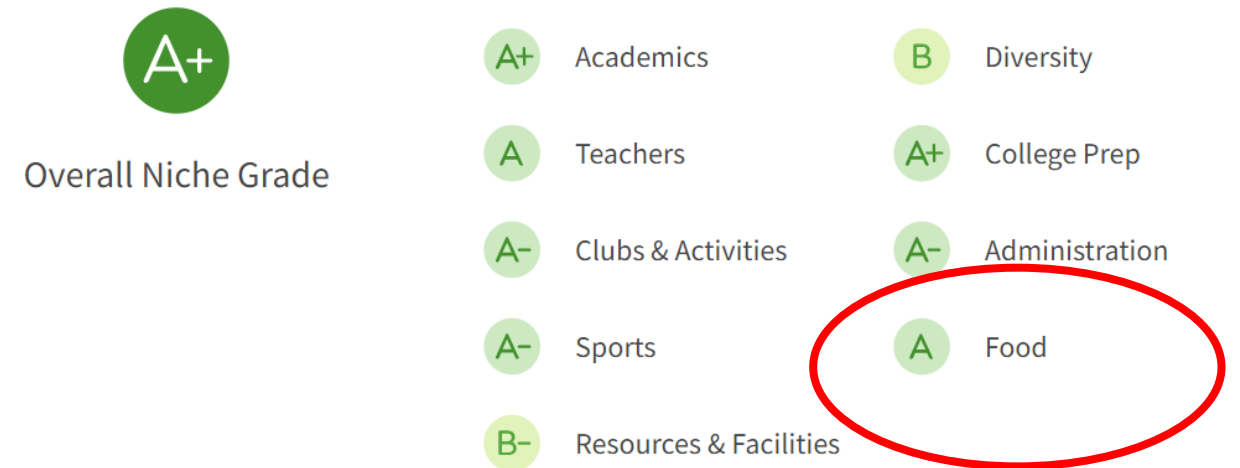 A+
Overall Niche Grade
A+ Academics
A Teachers
A- Clubs & Activities
A- Sports
B- Resources & Facilities
B Diversity
A+ College Prep
A- Administration
A Food